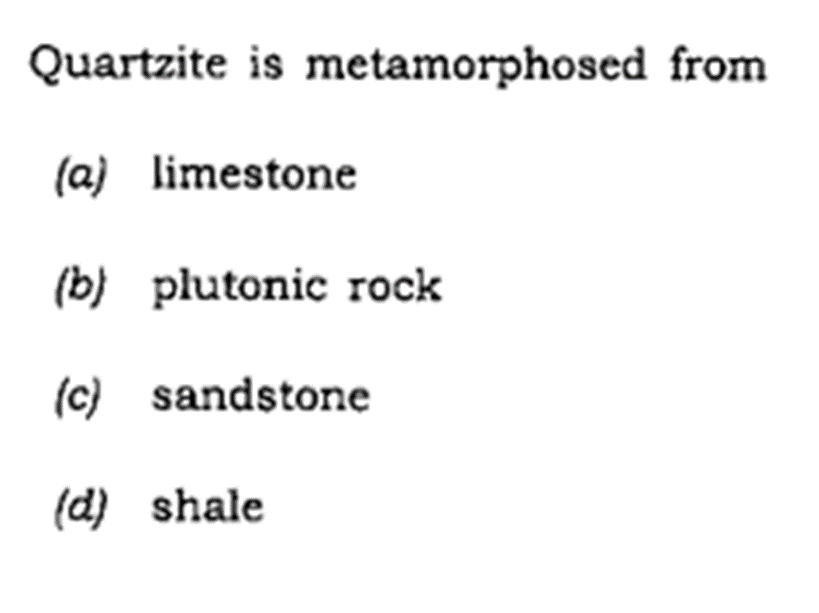 Quartzite is metamorphosed from
(a) limestone
(b) plutonic rock
(c) sandstone
(d) shale